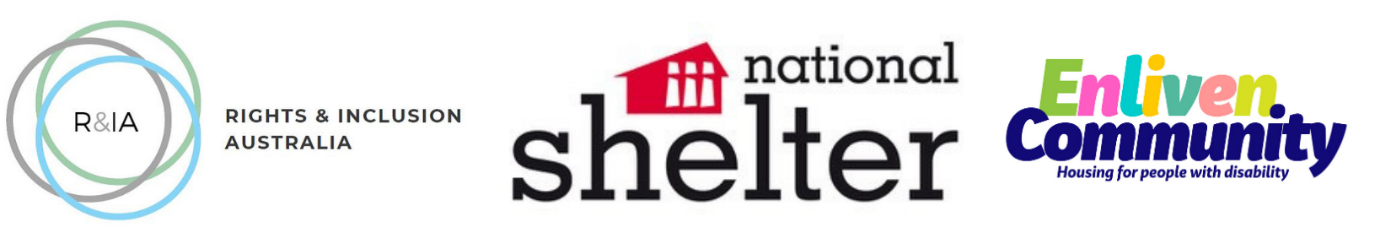 R&IA
RIGHTS & INCLUSION
AUSTRALIA
national
shelter
Enliven
Community
Housing for people with disability